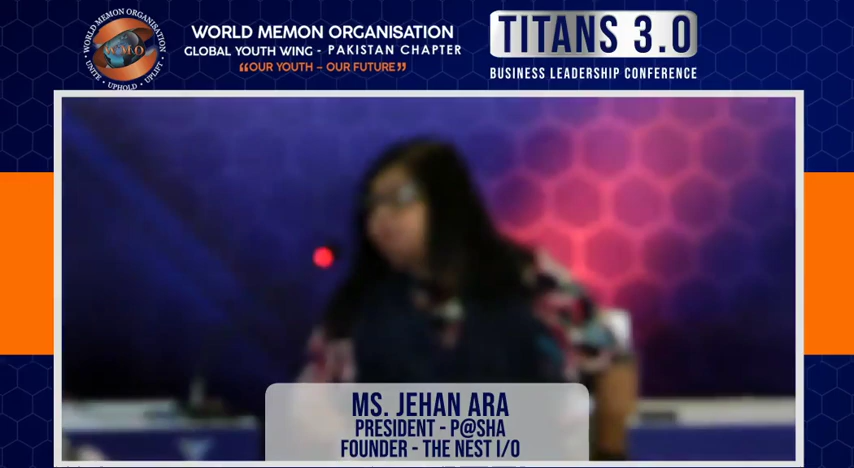 WORLD MEMON ORGANISATION
WMO
UNITE • UPHOLD • UPLIFT
WORLD MEMON ORGANISATION
GLOBAL YOUTH WING - PAKISTAN CHAPTER
“OUR YOUTH – OUR FUTURE”
TITANS 3.0
BUSINESS LEADERSHIP CONFERENCE
MS. JEHAN ARA
PRESIDENT - P@SHA
FOUNDER - THE NEST I/O